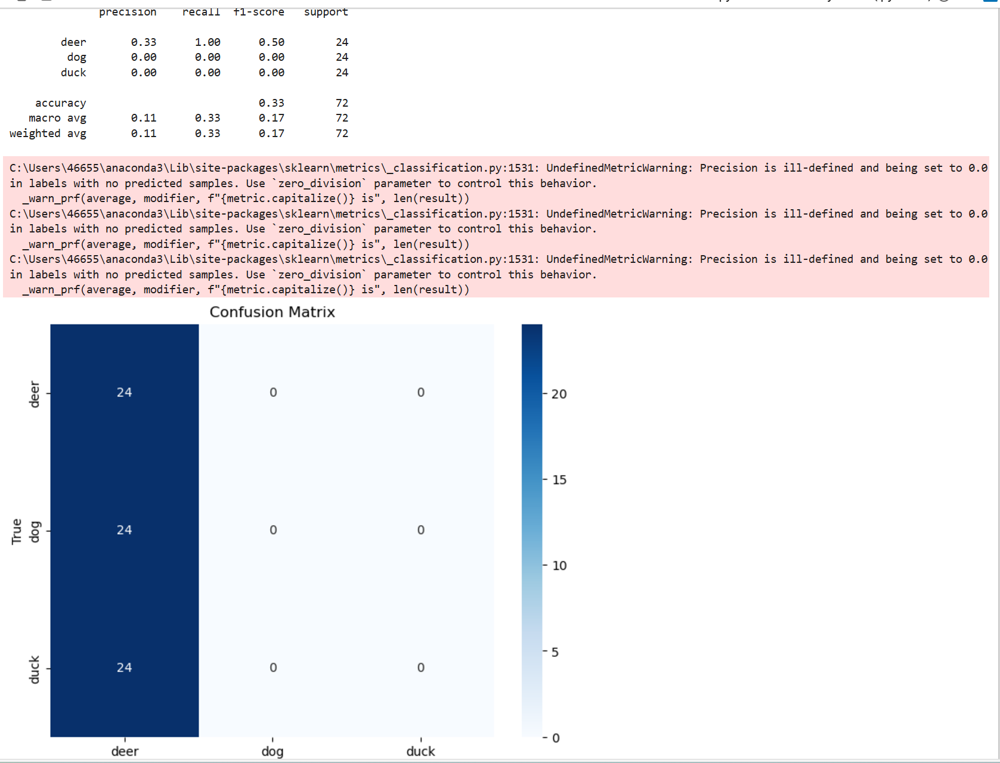 precision recall f1-score support
deer 0.33 1.00 0.50 24
dog 0.00 0.00 0.00 24
duck 0.00 0.00 0.00 24
accuracy 0.33 72
macro avg 0.11 0.33 0.17 72
weighted avg 0.11 0.33 0.17 72
C:\Users\46655\anaconda3\Lib\site-packages\sklearn\metrics\_classification.py:1531: UndefinedMetricWarning: Precision is ill-defined and being set to 0.0
in labels with no predicted samples. Use `zero_division` parameter to control this behavior.
_warn_prf(average, modifier, f"{metric.capitalize()} is", len(result))
C:\Users\46655\anaconda3\Lib\site-packages\sklearn\metrics\_classification.py:1531: UndefinedMetricWarning: Precision is ill-defined and being set to 0.0
in labels with no predicted samples. Use `zero_division` parameter to control this behavior.
_warn_prf(average, modifier, f"{metric.capitalize()} is", len(result))
C:\Users\46655\anaconda3\Lib\site-packages\sklearn\metrics\_classification.py:1531: UndefinedMetricWarning: Precision is ill-defined and being set to 0.0
in labels with no predicted samples. Use `zero_division` parameter to control this behavior.
_warn_prf(average, modifier, f"{metric.capitalize()} is", len(result))
Confusion Matrix
True
deer
24 0 0
dog
24 0 0
duck
24 0 0
deer dog duck
20
15
10
5
0